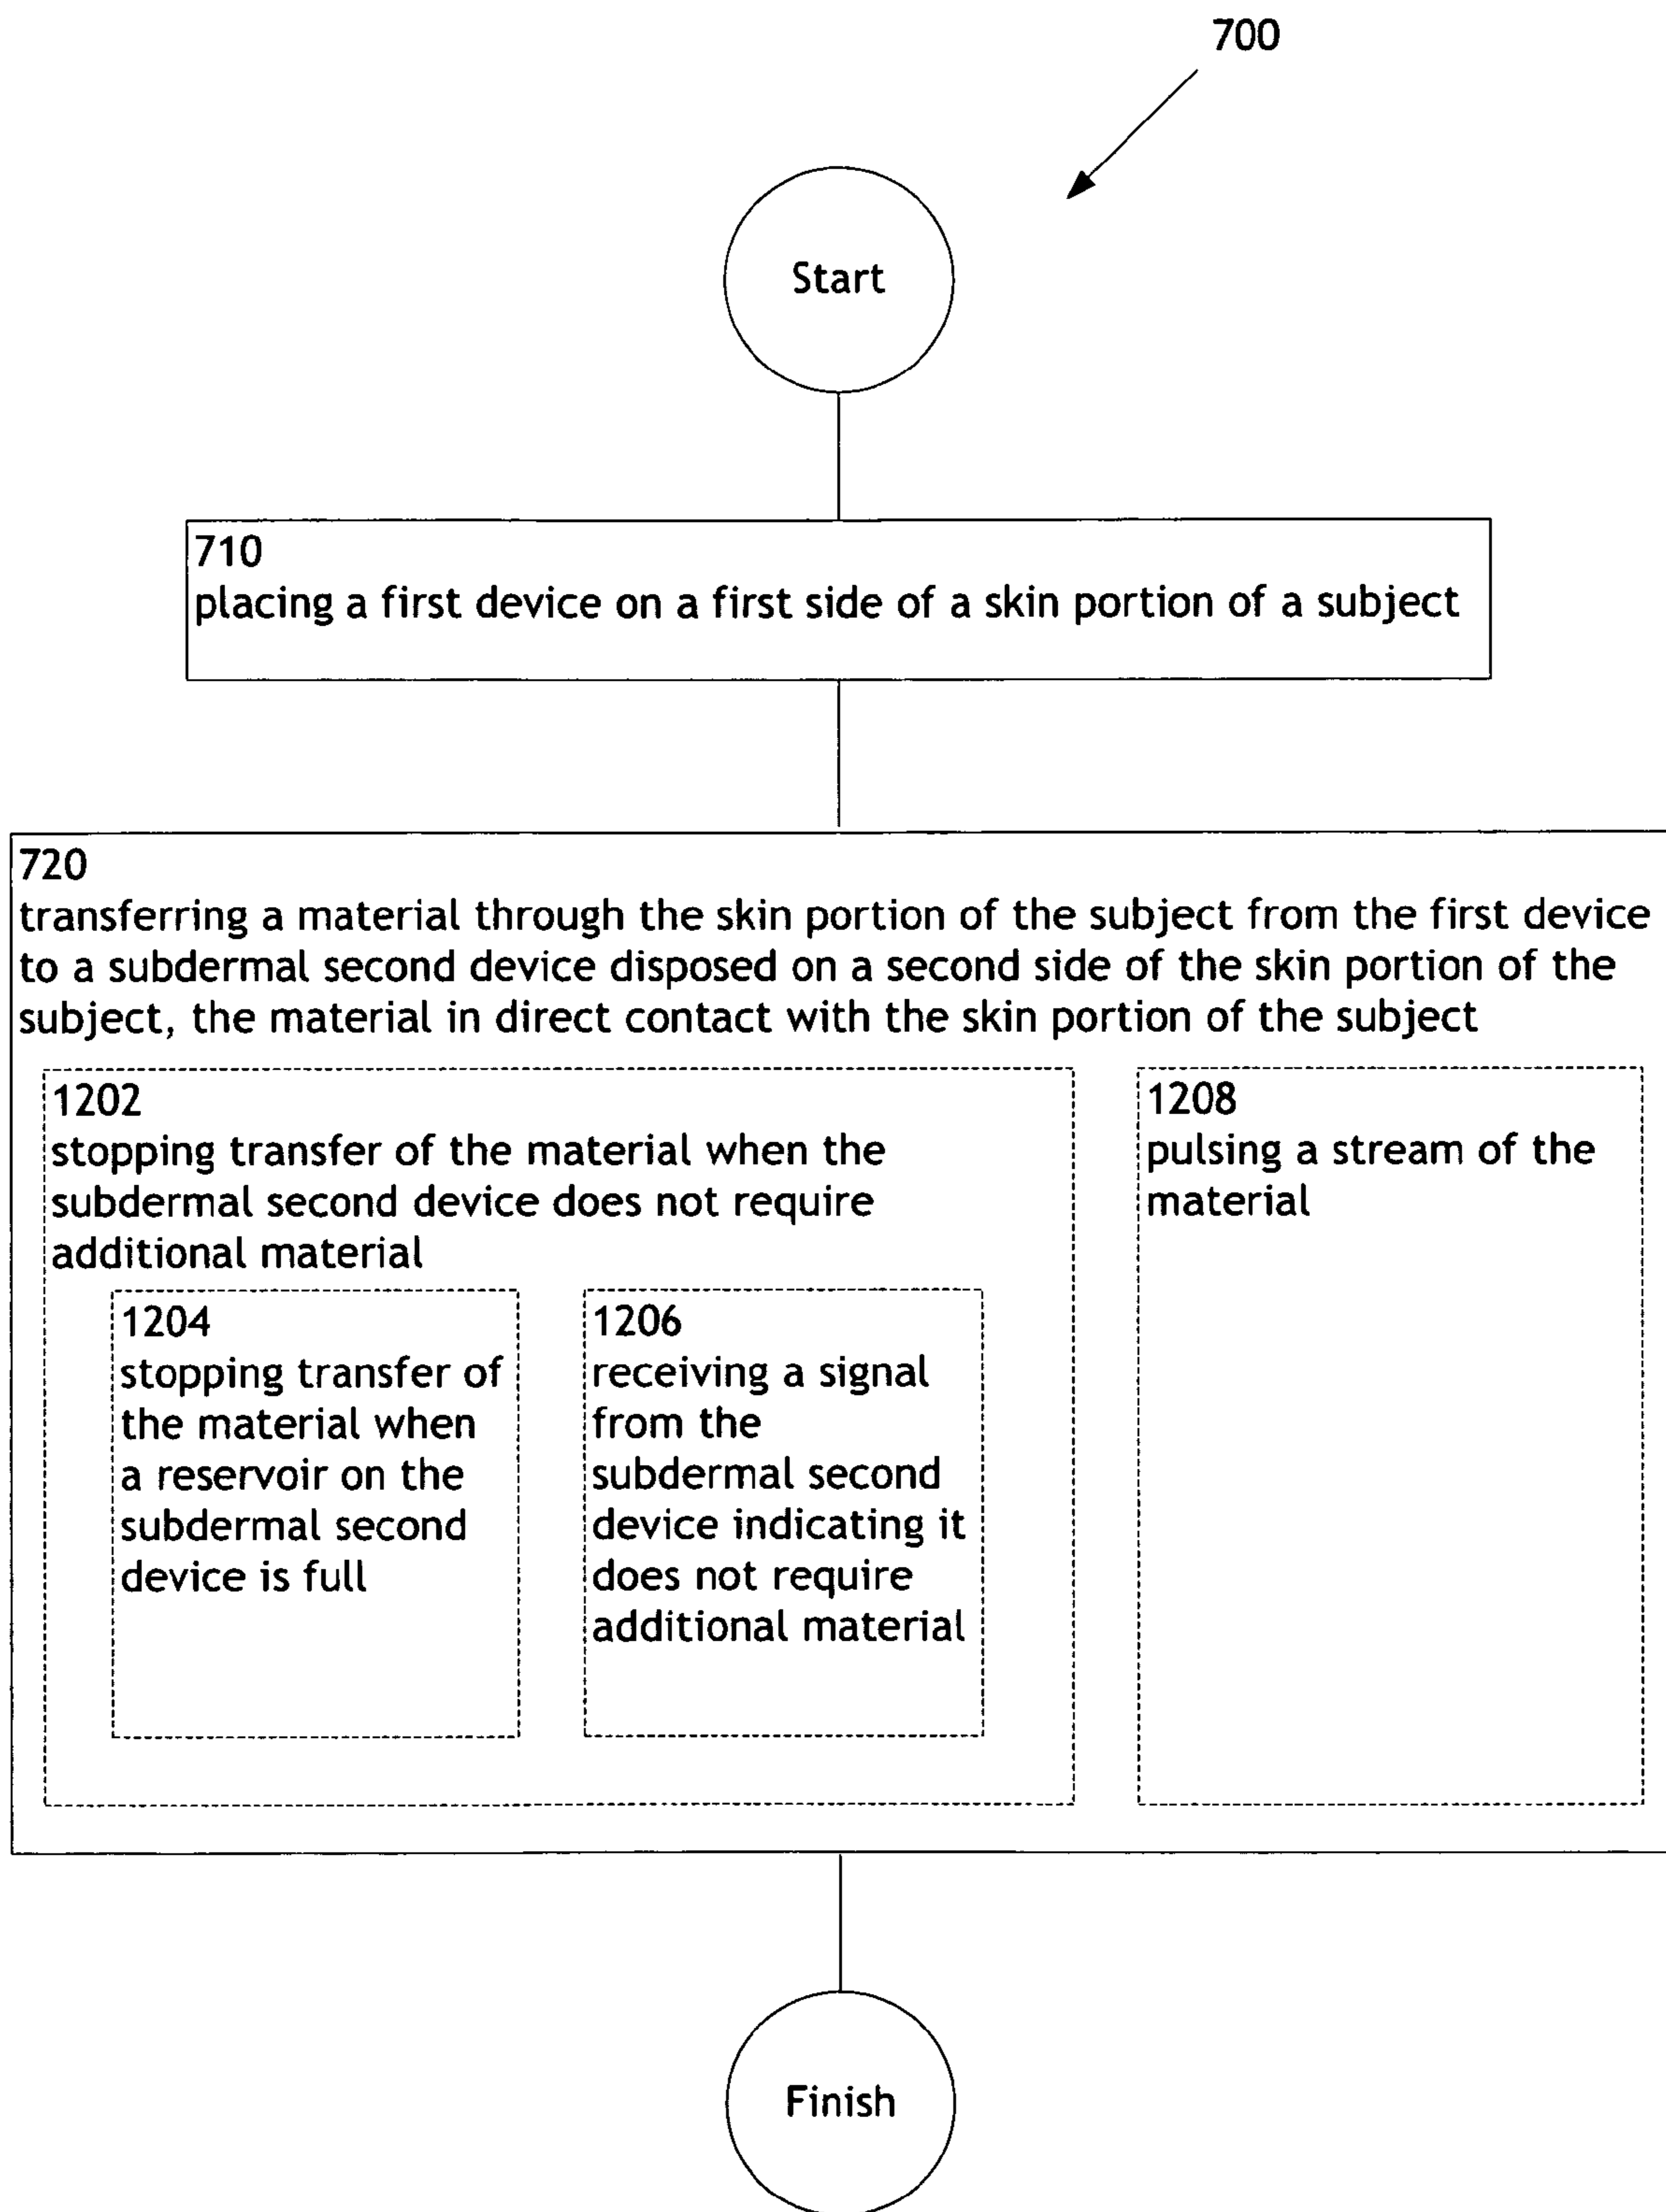 700
Start
710
placing a first device on a first side of a skin portion of a subject
720
transferring a material through the skin portion of the subject from the first device
to a subdermal second device disposed on a second side of the skin portion of the
subject, the material in direct contact with the skin portion of the subject
1202
stopping transfer of the material when the
subdermal second device does not require
additional material
1204
stopping transfer of
the material when
a reservoir on the
subdermal second
device is full
1206
receiving a signal
from the
subdermal second
device indicating it
does not require
additional material
1208
pulsing a stream of the
material
Finish